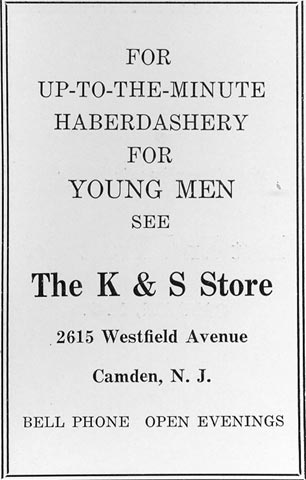 FOR
UP-TO-THE-MINUTE
HABERDASHERY
FOR
YOUNG MEN
SEE
The K & S Store
2615 Westfield Avenue
Camden, N. J.
BELL PHONE OPEN EVENINGS